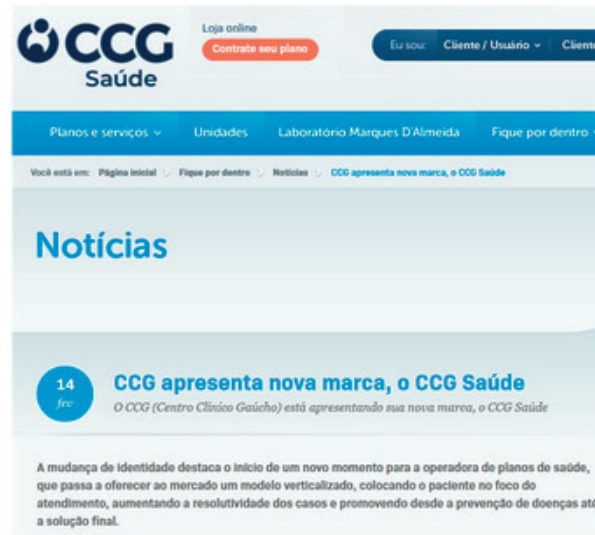 CCG
Saúde
Loja online
Contrate seu plano
Eu sou: Cliente / Usuário Cliente
Planos e serviços Unidades Laboratório Marques D'Almeida Fique por dentro
Você está em: Página inicial Fique por dentro Notícias CCG apresenta nova marca, o CCG Saúde
Notícias
14
fev
CCG apresenta nova marca, o CCG Saúde
O CCG (Centro Clínico Gaúcho) está apresentando sua nova marca, o CCG Saúde
A mudança de identidade destaca o início de um novo momento para a operadora de planos de saúde,
que passa a oferecer ao mercado um modelo verticalizado, colocando o paciente no foco do
atendimento, aumentando a resolutividade dos casos e promovendo desde a prevenção de doenças até
a solução final.